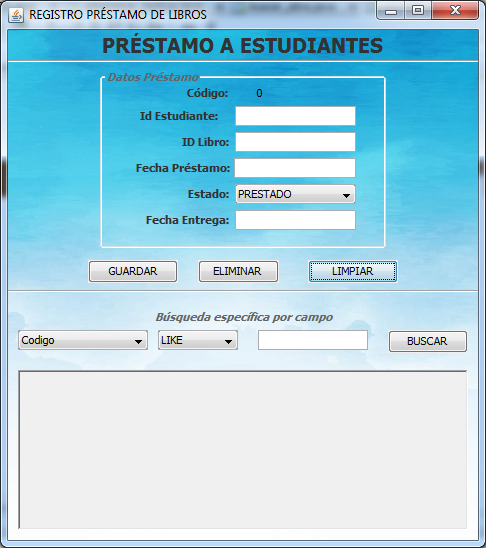 REGISTRO PRÉSTAMO DE LIBROS
PRÉSTAMO A ESTUDIANTES
Datos Préstamo
Código: 0
Id Estudiante:
ID Libro:
Fecha Préstamo:
Estado: PRESTADO
Fecha Entrega:
GUARDAR ELIMINAR LIMPIAR
Búsqueda específica por campo
Codigo LIKE BUSCAR